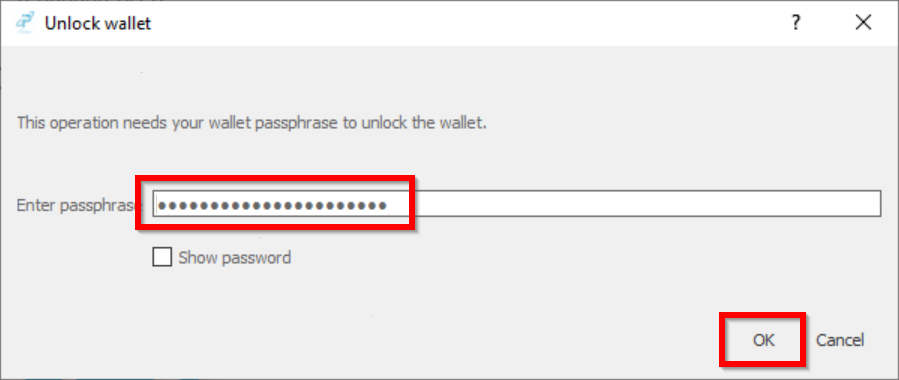 Unlock wallet ?
This operation needs your wallet passphrase to unlock the wallet.
Enter passphrase ••••••••••••••••••••••
Show password
OK Cancel